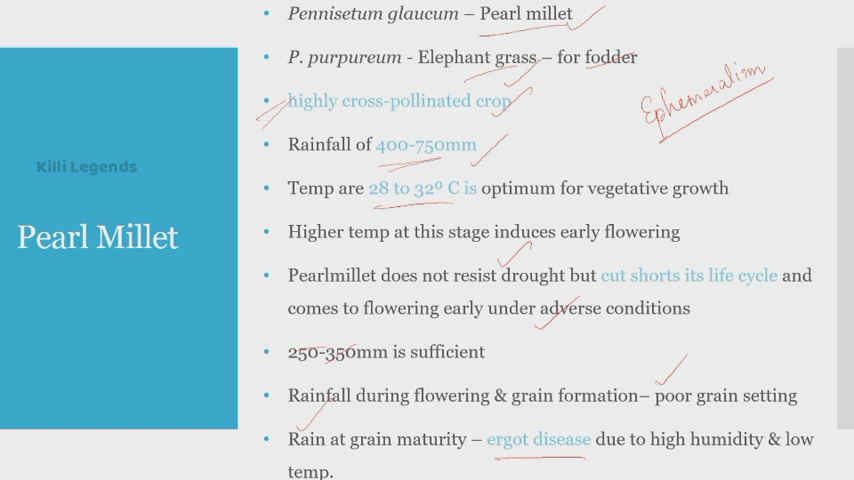 Killi Legends
Pearl Millet
• Pennisetum glaucum – Pearl millet
• P. purpureum - Elephant grass – for fodder
• highly cross-pollinated crop
• Rainfall of 400-750mm
• Temp are 28 to 32º C is optimum for vegetative growth
• Higher temp at this stage induces early flowering
• Pearlmillet does not resist drought but cut shorts its life cycle and
comes to flowering early under adverse conditions
• 250-350mm is sufficient
• Rainfall during flowering & grain formation– poor grain setting
• Rain at grain maturity – ergot disease due to high humidity & low
temp.
Ephemeralism